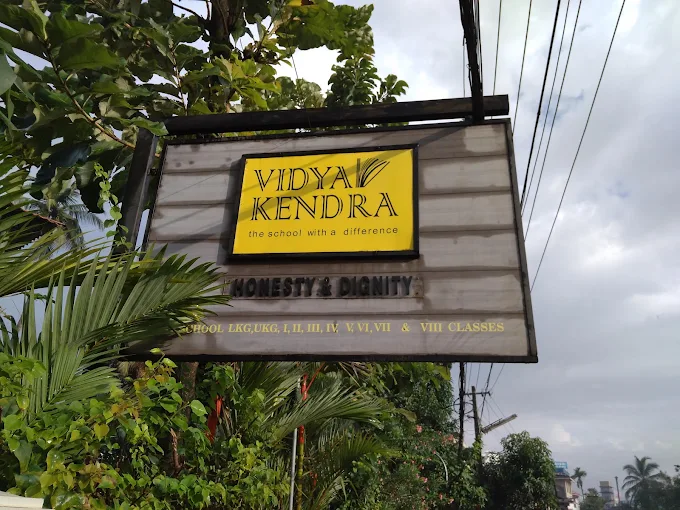 VIDYA
KENDRA
the school with a difference
HONESTY & DIGNITY
SCHOOL LKG,UKG, I, II, III, IV, V, VI, VII & VIII CLASSES